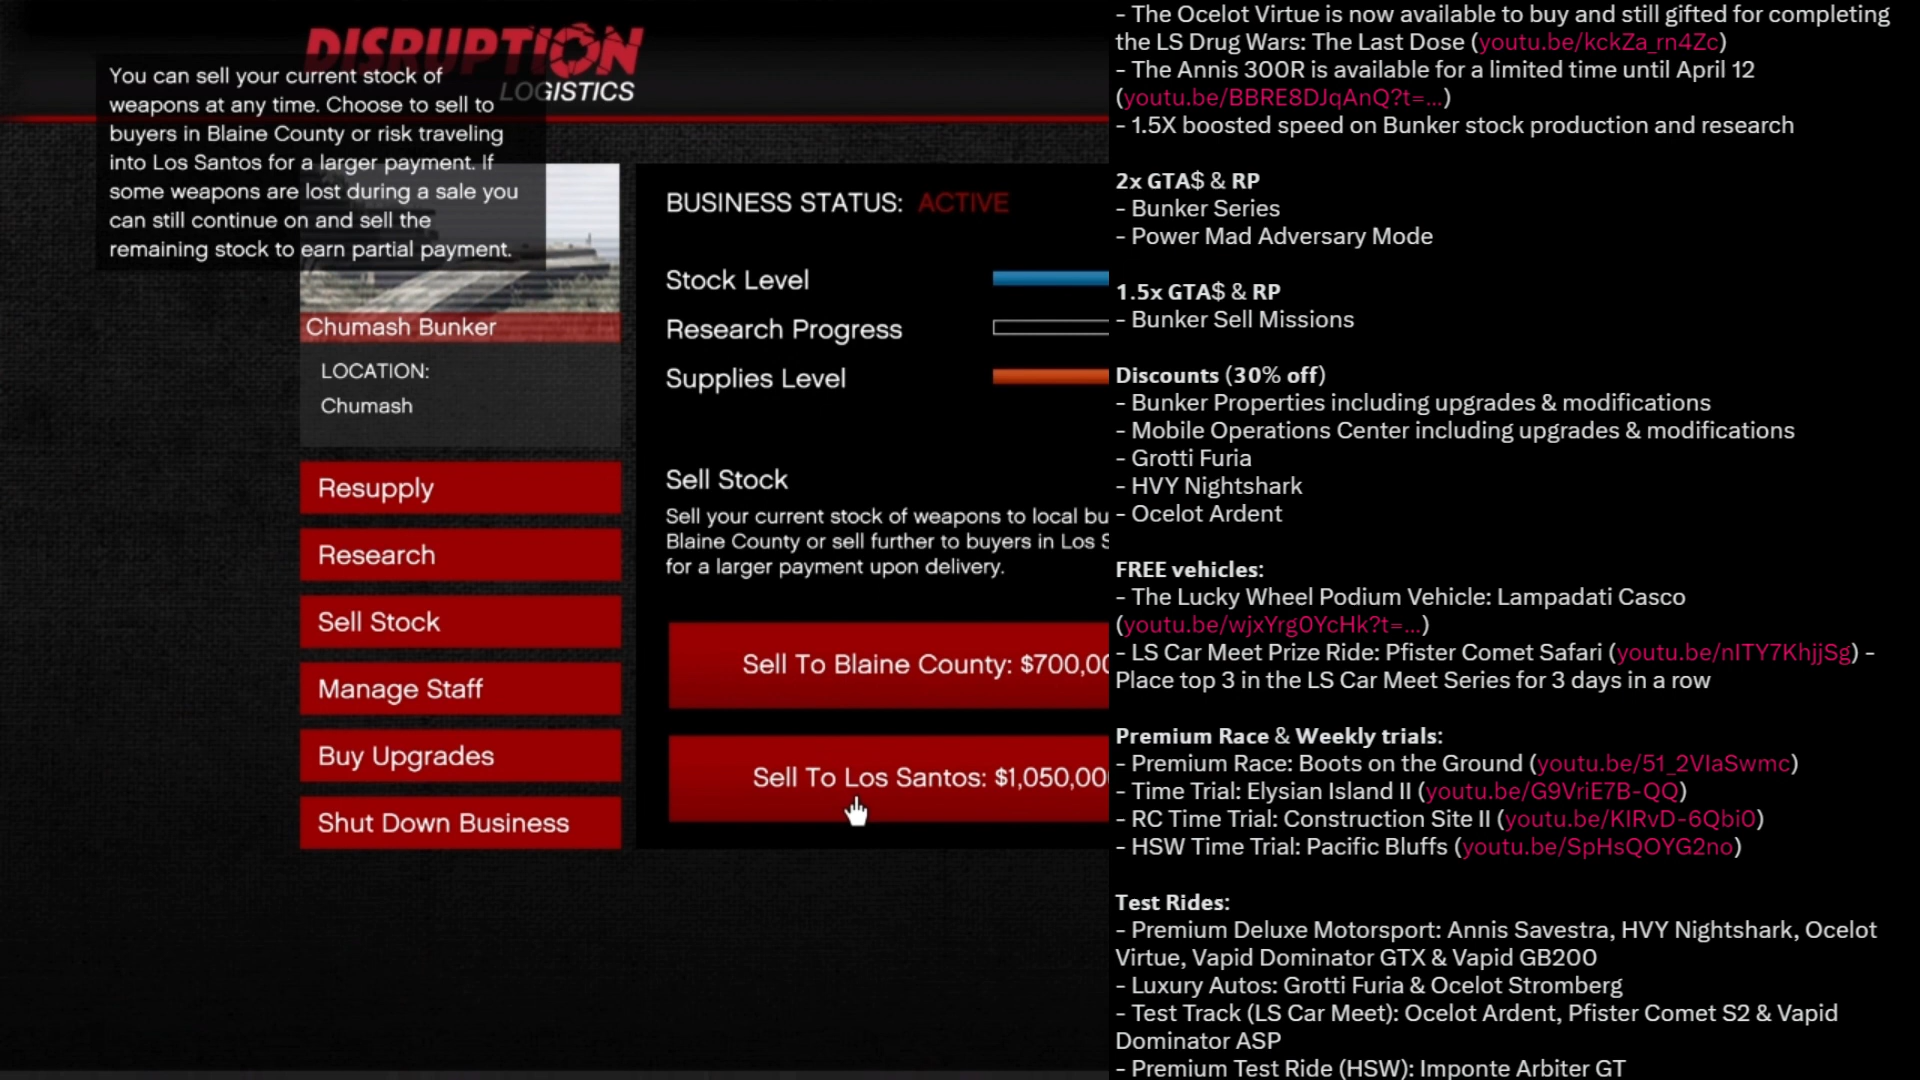 DISRUPTION
LOGISTICS
You can sell your current stock of
weapons at any time. Choose to sell to
buyers in Blaine County or risk traveling
into Los Santos for a larger payment. If
some weapons are lost during a sale you
can still continue on and sell the
remaining stock to earn partial payment.
Chumash Bunker
LOCATION:
Chumash
Resupply
Research
Sell Stock
Manage Staff
Buy Upgrades
Shut Down Business
BUSINESS STATUS: ACTIVE
Stock Level
Research Progress
Supplies Level
Sell Stock
Sell your current stock of weapons to local bu
Blaine County or sell further to buyers in Los S
for a larger payment upon delivery.
Sell To Blaine County: $700,00
Sell To Los Santos: $1,050,00
- The Ocelot Virtue is now available to buy and still gifted for completing
the LS Drug Wars: The Last Dose (youtu.be/kckZa_rn4Zc)
- The Annis 300R is available for a limited time until April 12
(youtu.be/BBRE8DJqAnQ?t=...)
- 1.5X boosted speed on Bunker stock production and research
2x GTA$ & RP
- Bunker Series
- Power Mad Adversary Mode
1.5x GTA$ & RP
- Bunker Sell Missions
Discounts (30% off)
- Bunker Properties including upgrades & modifications
- Mobile Operations Center including upgrades & modifications
- Grotti Furia
- HVY Nightshark
- Ocelot Ardent
FREE vehicles:
- The Lucky Wheel Podium Vehicle: Lampadati Casco
(youtu.be/wjxYrg0YcHk?t=...)
- LS Car Meet Prize Ride: Pfister Comet Safari (youtu.be/nITY7KhjjSg) -
Place top 3 in the LS Car Meet Series for 3 days in a row
Premium Race & Weekly trials:
- Premium Race: Boots on the Ground (youtu.be/51_2VIaSwmc)
- Time Trial: Elysian Island II (youtu.be/G9VriE7B-QQ)
- RC Time Trial: Construction Site II (youtu.be/KIRvD-6Qbi0)
- HSW Time Trial: Pacific Bluffs (youtu.be/SpHsQOYG2no)
Test Rides:
- Premium Deluxe Motorsport: Annis Savestra, HVY Nightshark, Ocelot
Virtue, Vapid Dominator GTX & Vapid GB200
- Luxury Autos: Grotti Furia & Ocelot Stromberg
- Test Track (LS Car Meet): Ocelot Ardent, Pfister Comet S2 & Vapid
Dominator ASP
- Premium Test Ride (HSW): Imponte Arbiter GT